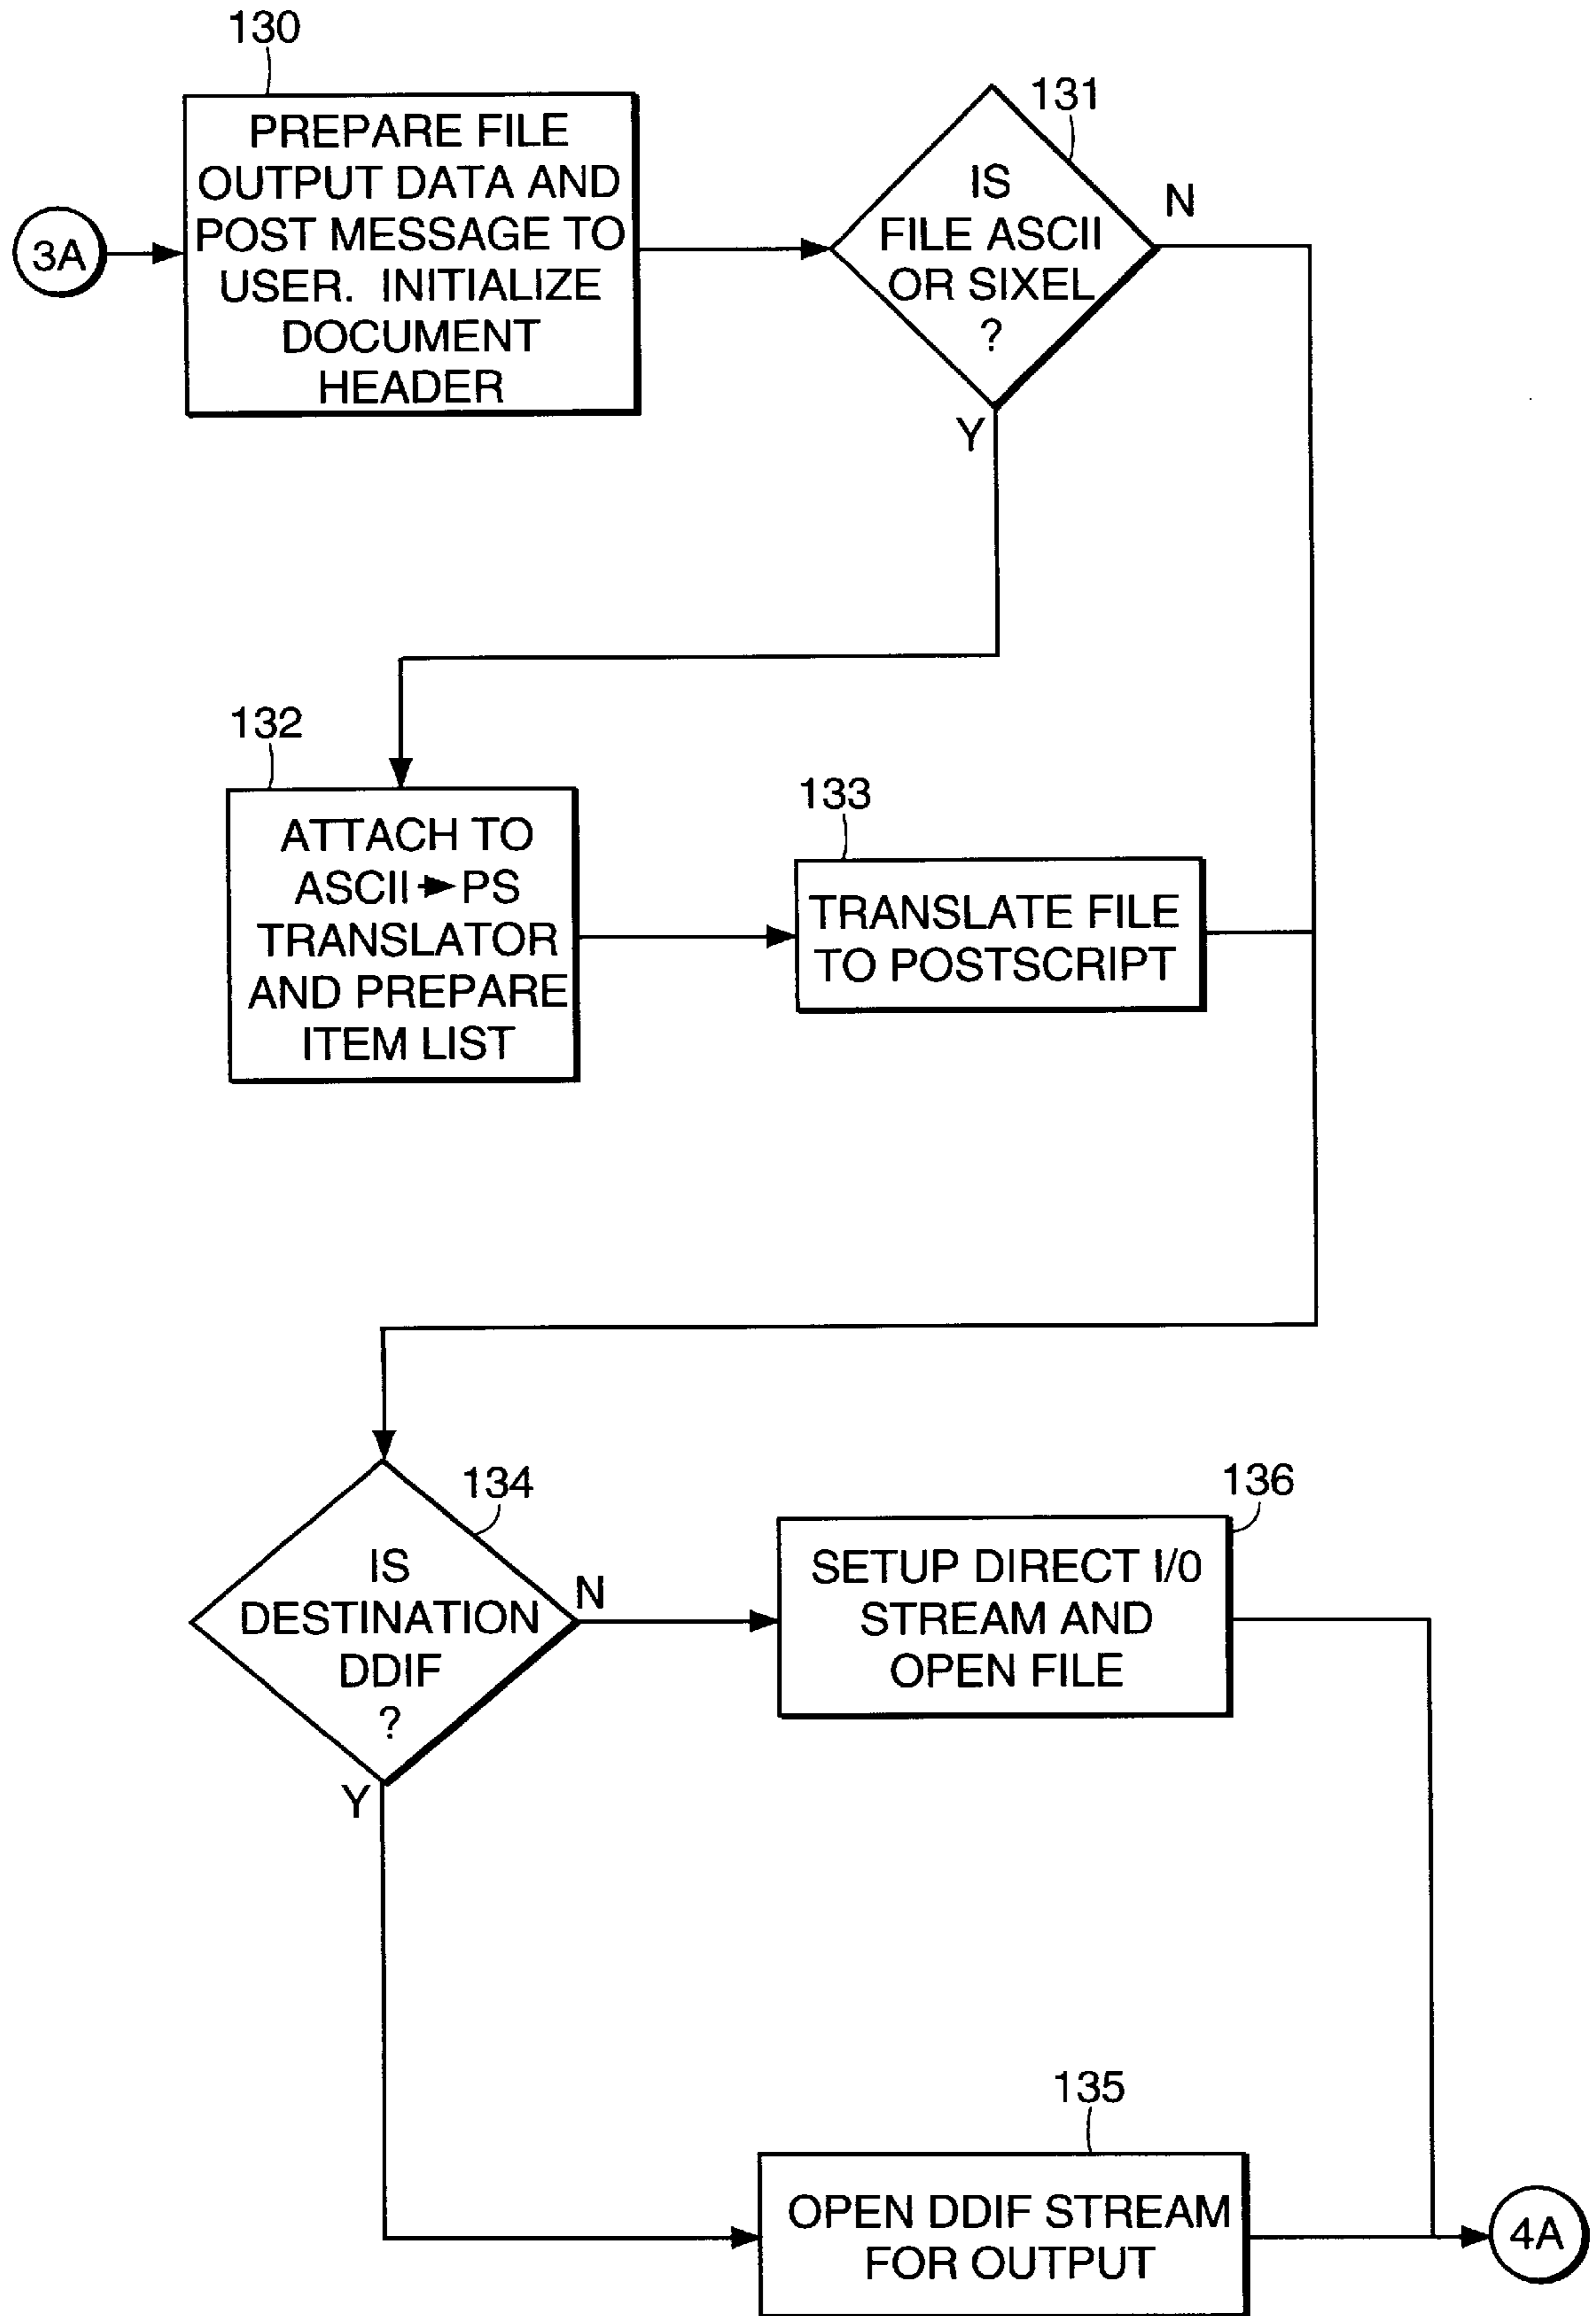 130
PREPARE FILE
OUTPUT DATA AND
POST MESSAGE TO
USER. INITIALIZE
DOCUMENT
HEADER
3A
131
IS
FILE ASCII
OR SIXEL
?
N
Y
132
ATTACH TO
ASCII → PS
TRANSLATOR
AND PREPARE
ITEM LIST
133
TRANSLATE FILE
TO POSTSCRIPT
134
IS
DESTINATION
DDIF
?
N
Y
136
SETUP DIRECT I/0
STREAM AND
OPEN FILE
135
OPEN DDIF STREAM
FOR OUTPUT
4A